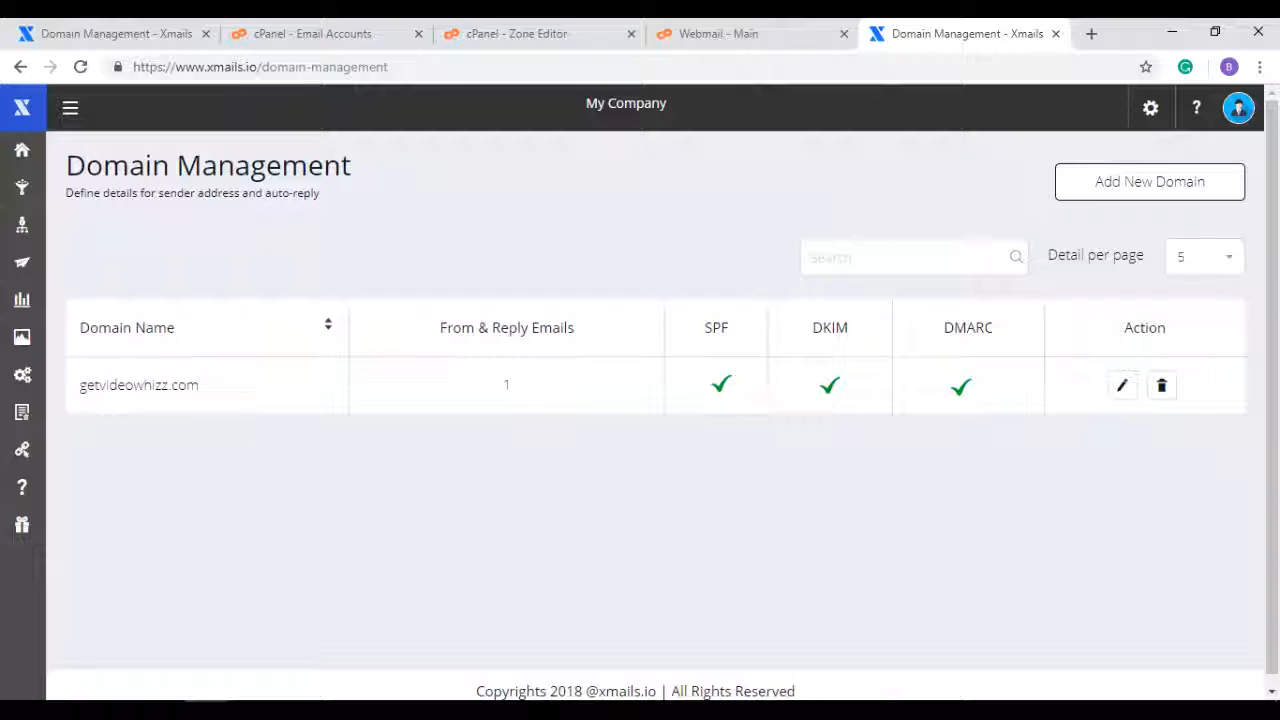 Domain Management - Xmails
cPanel - Email Accounts
cPanel - Zone Editor
Webmail - Main
Domain Management - Xmails
https://www.xmails.io/domain-management
B
My Company
?
Domain Management
Define details for sender address and auto-reply
Add New Domain
Search
Detail per page
5
Domain Name
From & Reply Emails
SPF
DKIM
DMARC
Action
getvideowhizz.com
1
?
Copyrights 2018 @xmails.io | All Rights Reserved